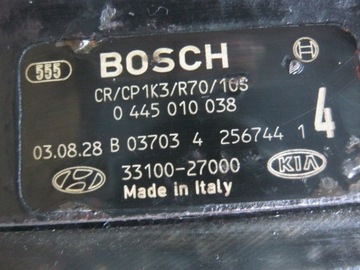 555 BOSCH
CR/CP1K3/R70/10S
0 445 010 038
03.08.28 B 03703 4 256744 1 4
33100-27000 KIA
Made in Italy